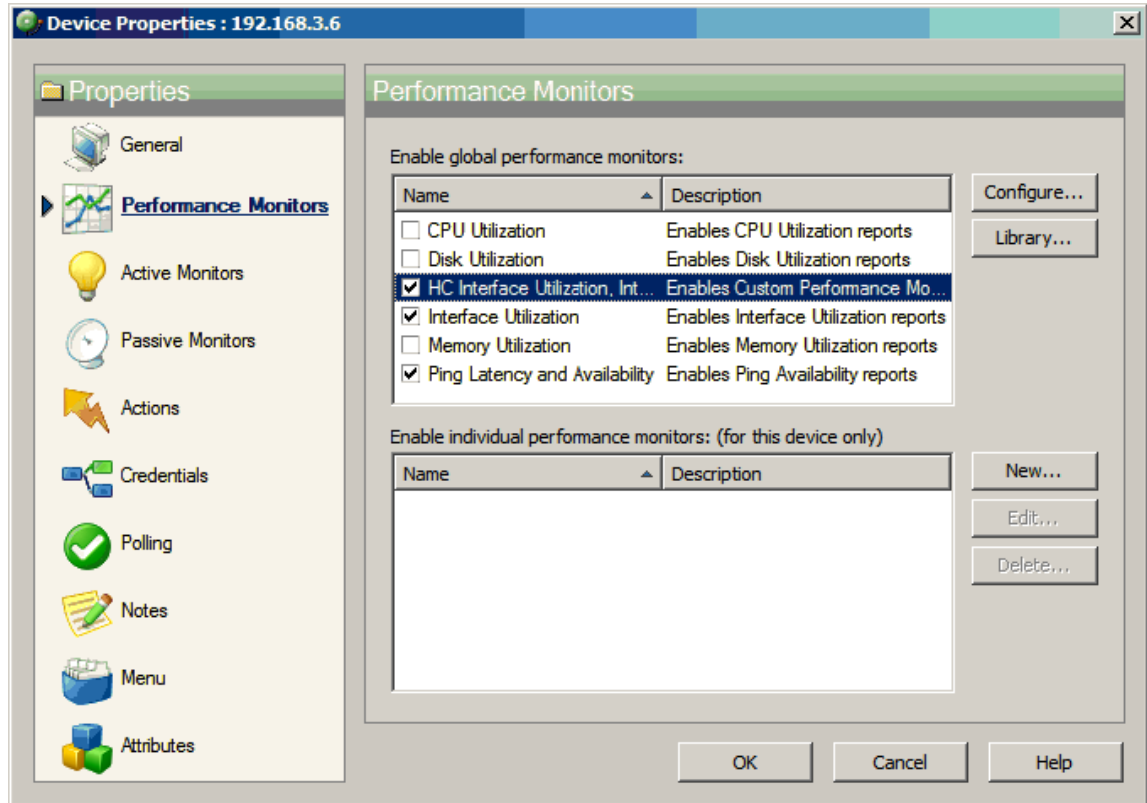 Device Properties : 192.168.3.6
Properties
General
Performance Monitors
Active Monitors
Passive Monitors
Actions
Credentials
Polling
Notes
Menu
Attributes
Performance Monitors
Enable global performance monitors:
Name Description
CPU Utilization Enables CPU Utilization reports
Disk Utilization Enables Disk Utilization reports
HC Interface Utilization, Int... Enables Custom Performance Mo...
Interface Utilization Enables Interface Utilization reports
Memory Utilization Enables Memory Utilization reports
Ping Latency and Availability Enables Ping Availability reports
Configure...
Library...
Enable individual performance monitors: (for this device only)
Name Description
New...
Edit...
Delete...
OK Cancel Help